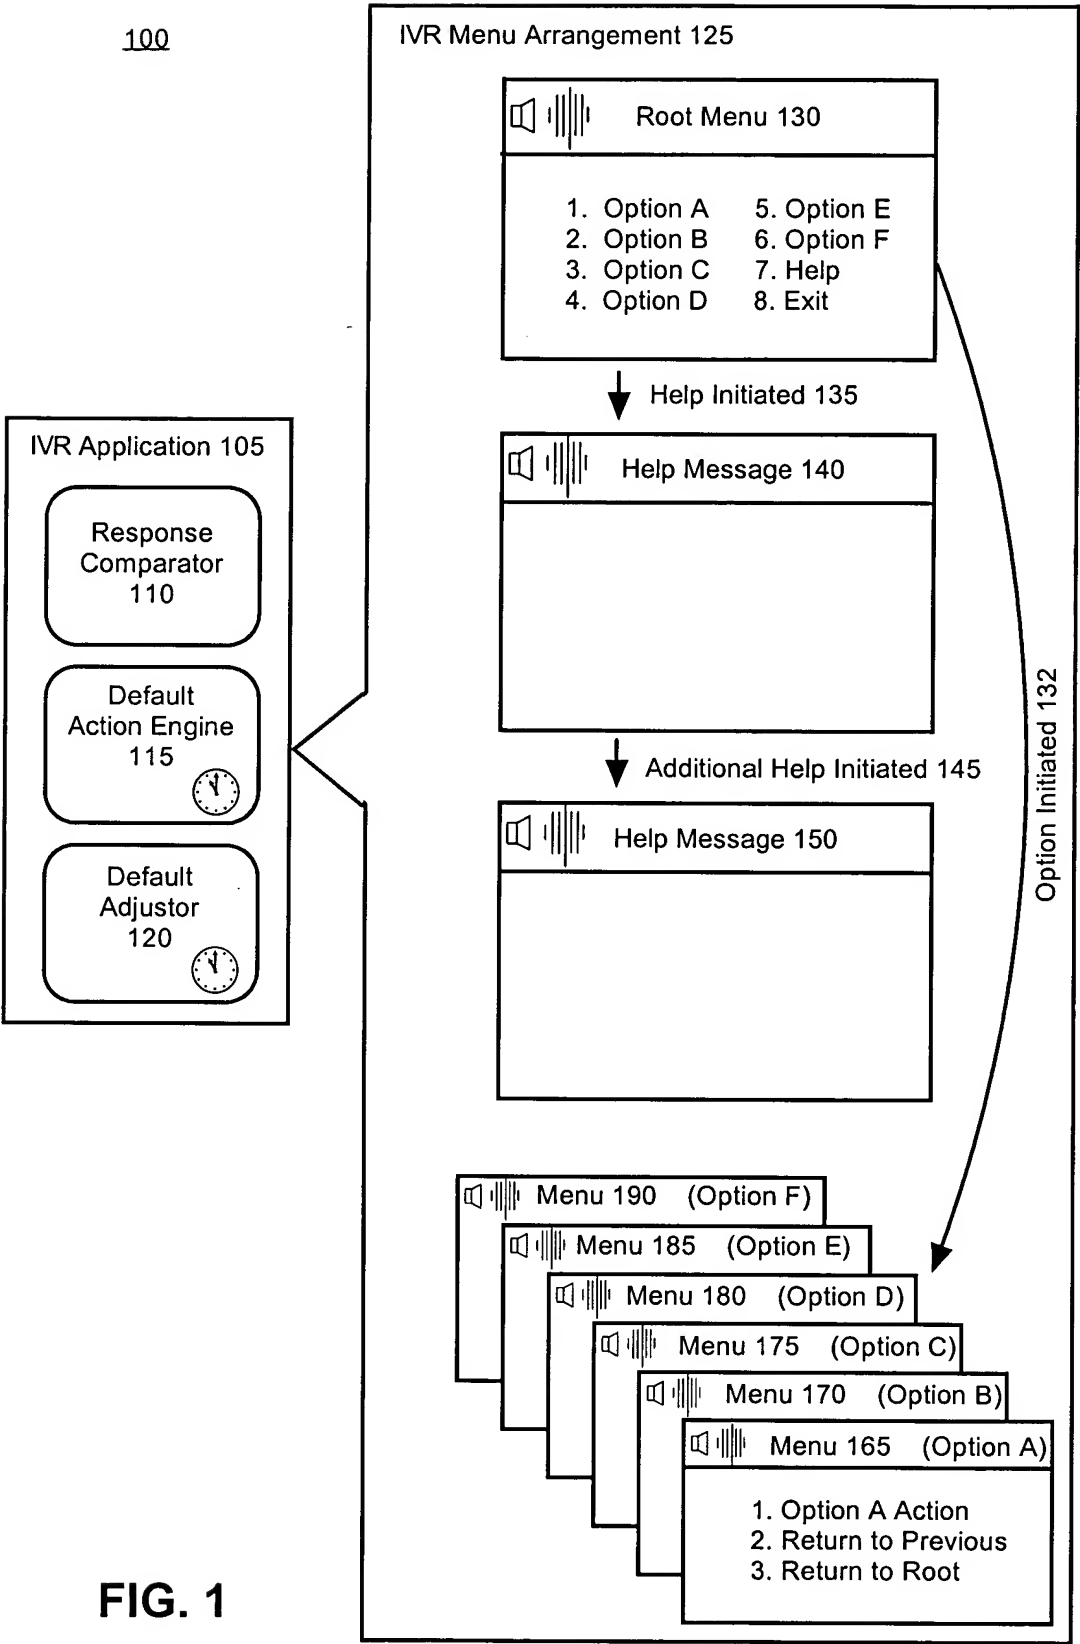 100
IVR Menu Arrangement 125
Root Menu 130
1. Option A
2. Option B
3. Option C
4. Option D
5. Option E
6. Option F
7. Help
8. Exit
Help Initiated 135
Help Message 140
Additional Help Initiated 145
Help Message 150
Option Initiated 132
IVR Application 105
Response
Comparator
110
Default
Action Engine
115
Default
Adjustor
120
Menu 190 (Option F)
Menu 185 (Option E)
Menu 180 (Option D)
Menu 175 (Option C)
Menu 170 (Option B)
Menu 165 (Option A)
1. Option A Action
2. Return to Previous
3. Return to Root
FIG. 1